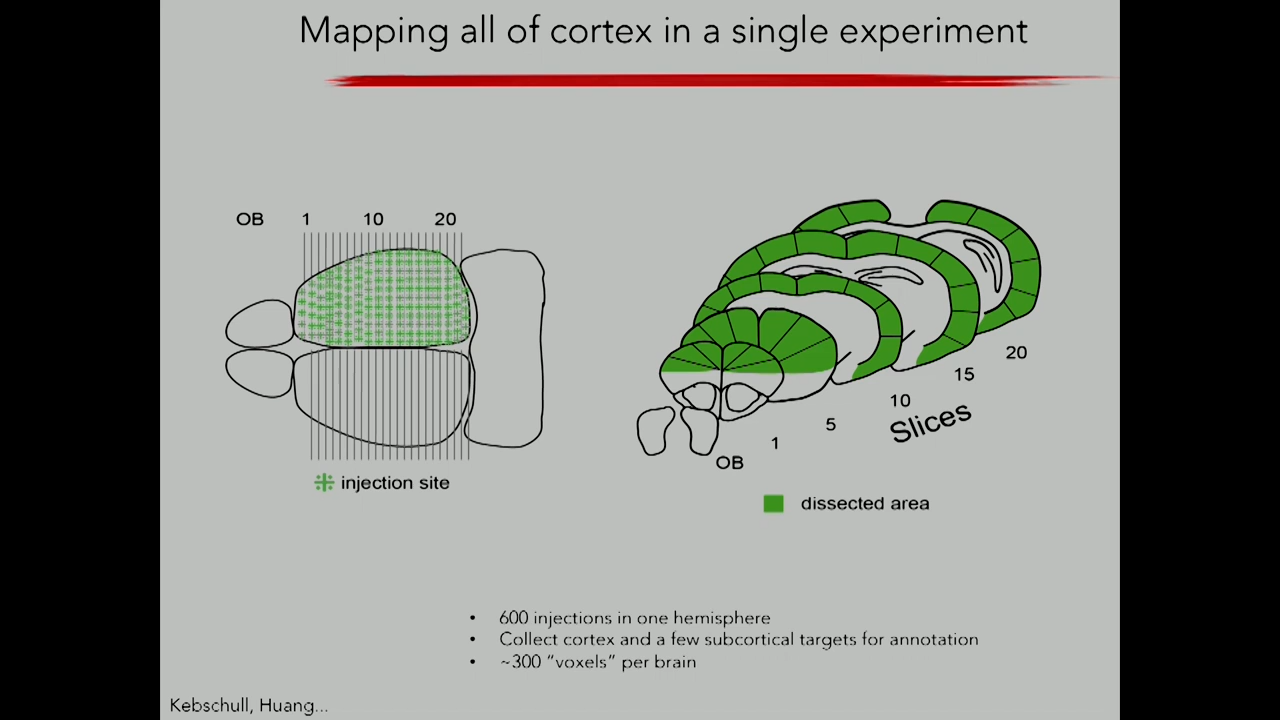 Mapping all of cortex in a single experiment
OB 1 10 20
injection site
20
15
10
5
1
Slices
OB
dissected area
• 600 injections in one hemisphere
• Collect cortex and a few subcortical targets for annotation
• ~300 “voxels” per brain
Kebschull, Huang...